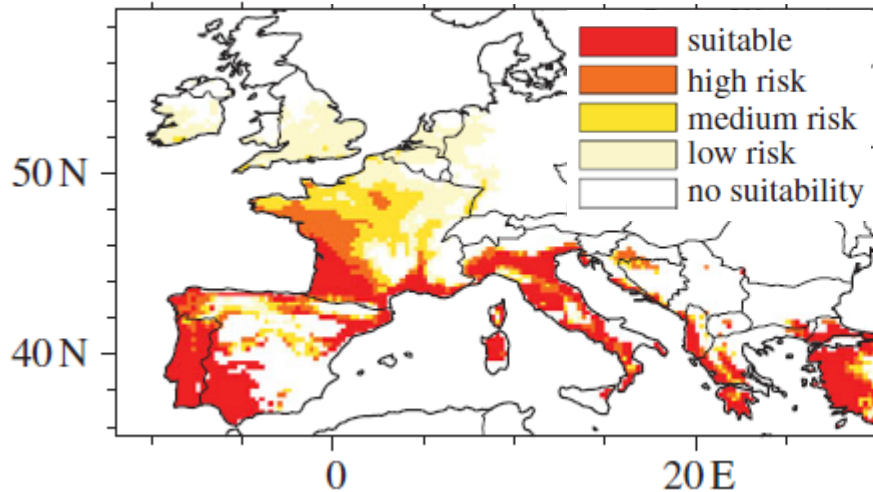 suitable
high risk
medium risk
low risk
no suitability
50 N
40 N
0
20 E